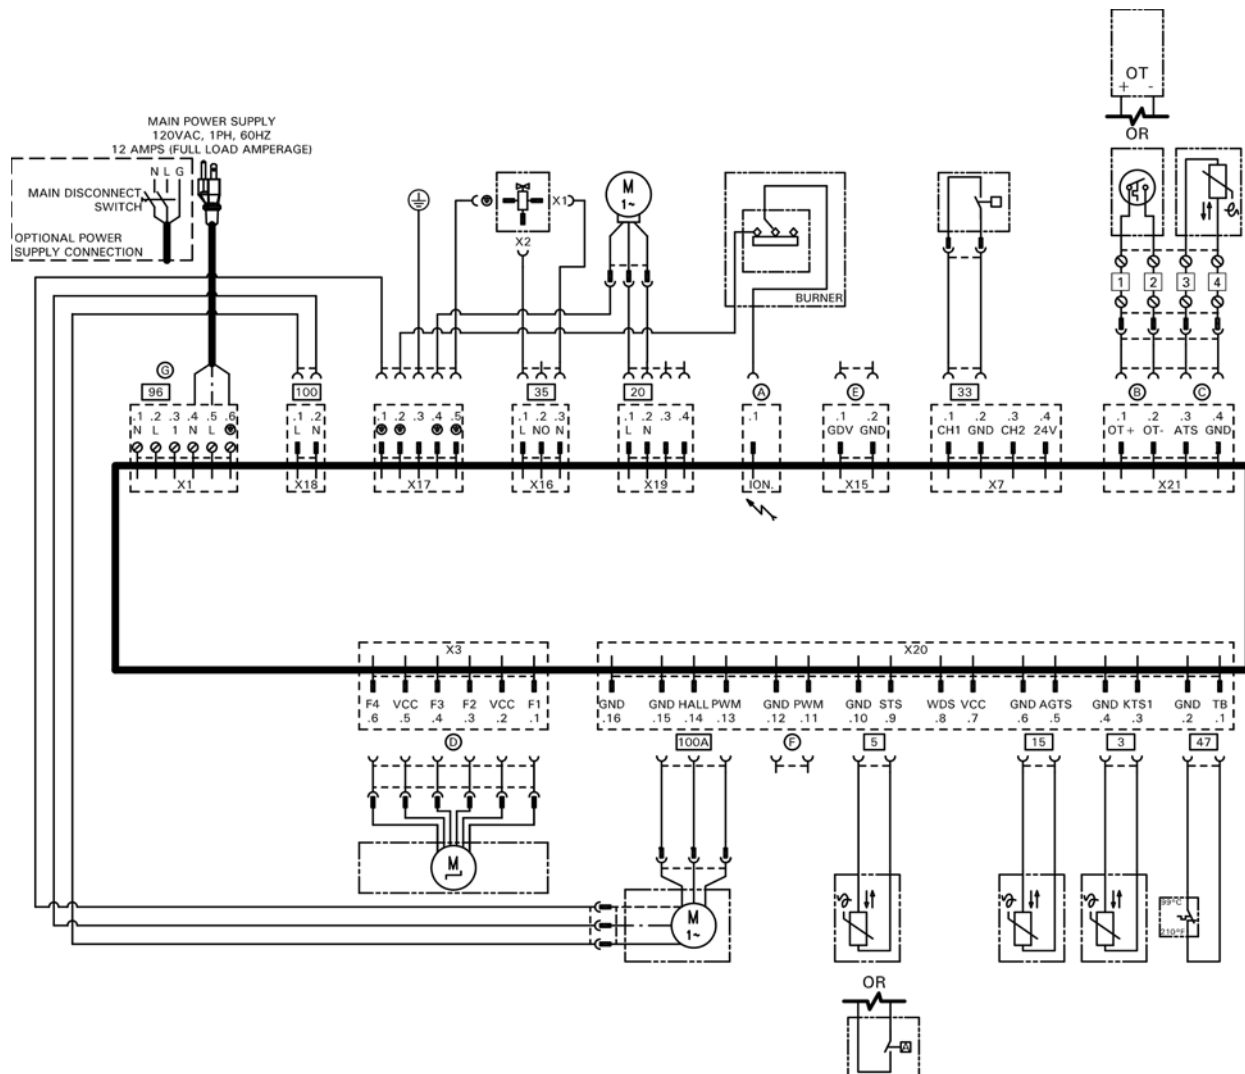 OT
+ -
OR
MAIN POWER SUPPLY
120VAC, 1PH, 60HZ
12 AMPS (FULL LOAD AMPERAGE)
N L G
MAIN DISCONNECT
SWITCH
OPTIONAL POWER
SUPPLY CONNECTION
X1
X2
M
1~
BURNER
1 2 3 4
G
96 100 35 20 A E 33 B C
.1 .2 .3 .4 .5 .6
N L 1 N L
X1
.1 .2
L N
X18
.1 .2 .3 .4 .5
X17
.1 .2 .3
L NO N
X16
.1 .2 .3 .4
L N
X19
.1
ION.
.1 .2
GDV GND
X15
.1 .2 .3 .4
CH1 GND CH2 24V
X7
.1 .2 .3 .4
OT+ OT- ATS GND
X21
X3
F4 VCC F3 F2 VCC F1
.6 .5 .4 .3 .2 .1
D
M
X20
GND GND HALL PWM GND PWM GND STS WDS VCC GND AGTS GND KTS1 GND TB
.16 .15 .14 .13 .12 .11 .10 .9 .8 .7 .6 .5 .4 .3 .2 .1
100A F 5 15 3 47
M
1~
99°C
210°F
OR
A